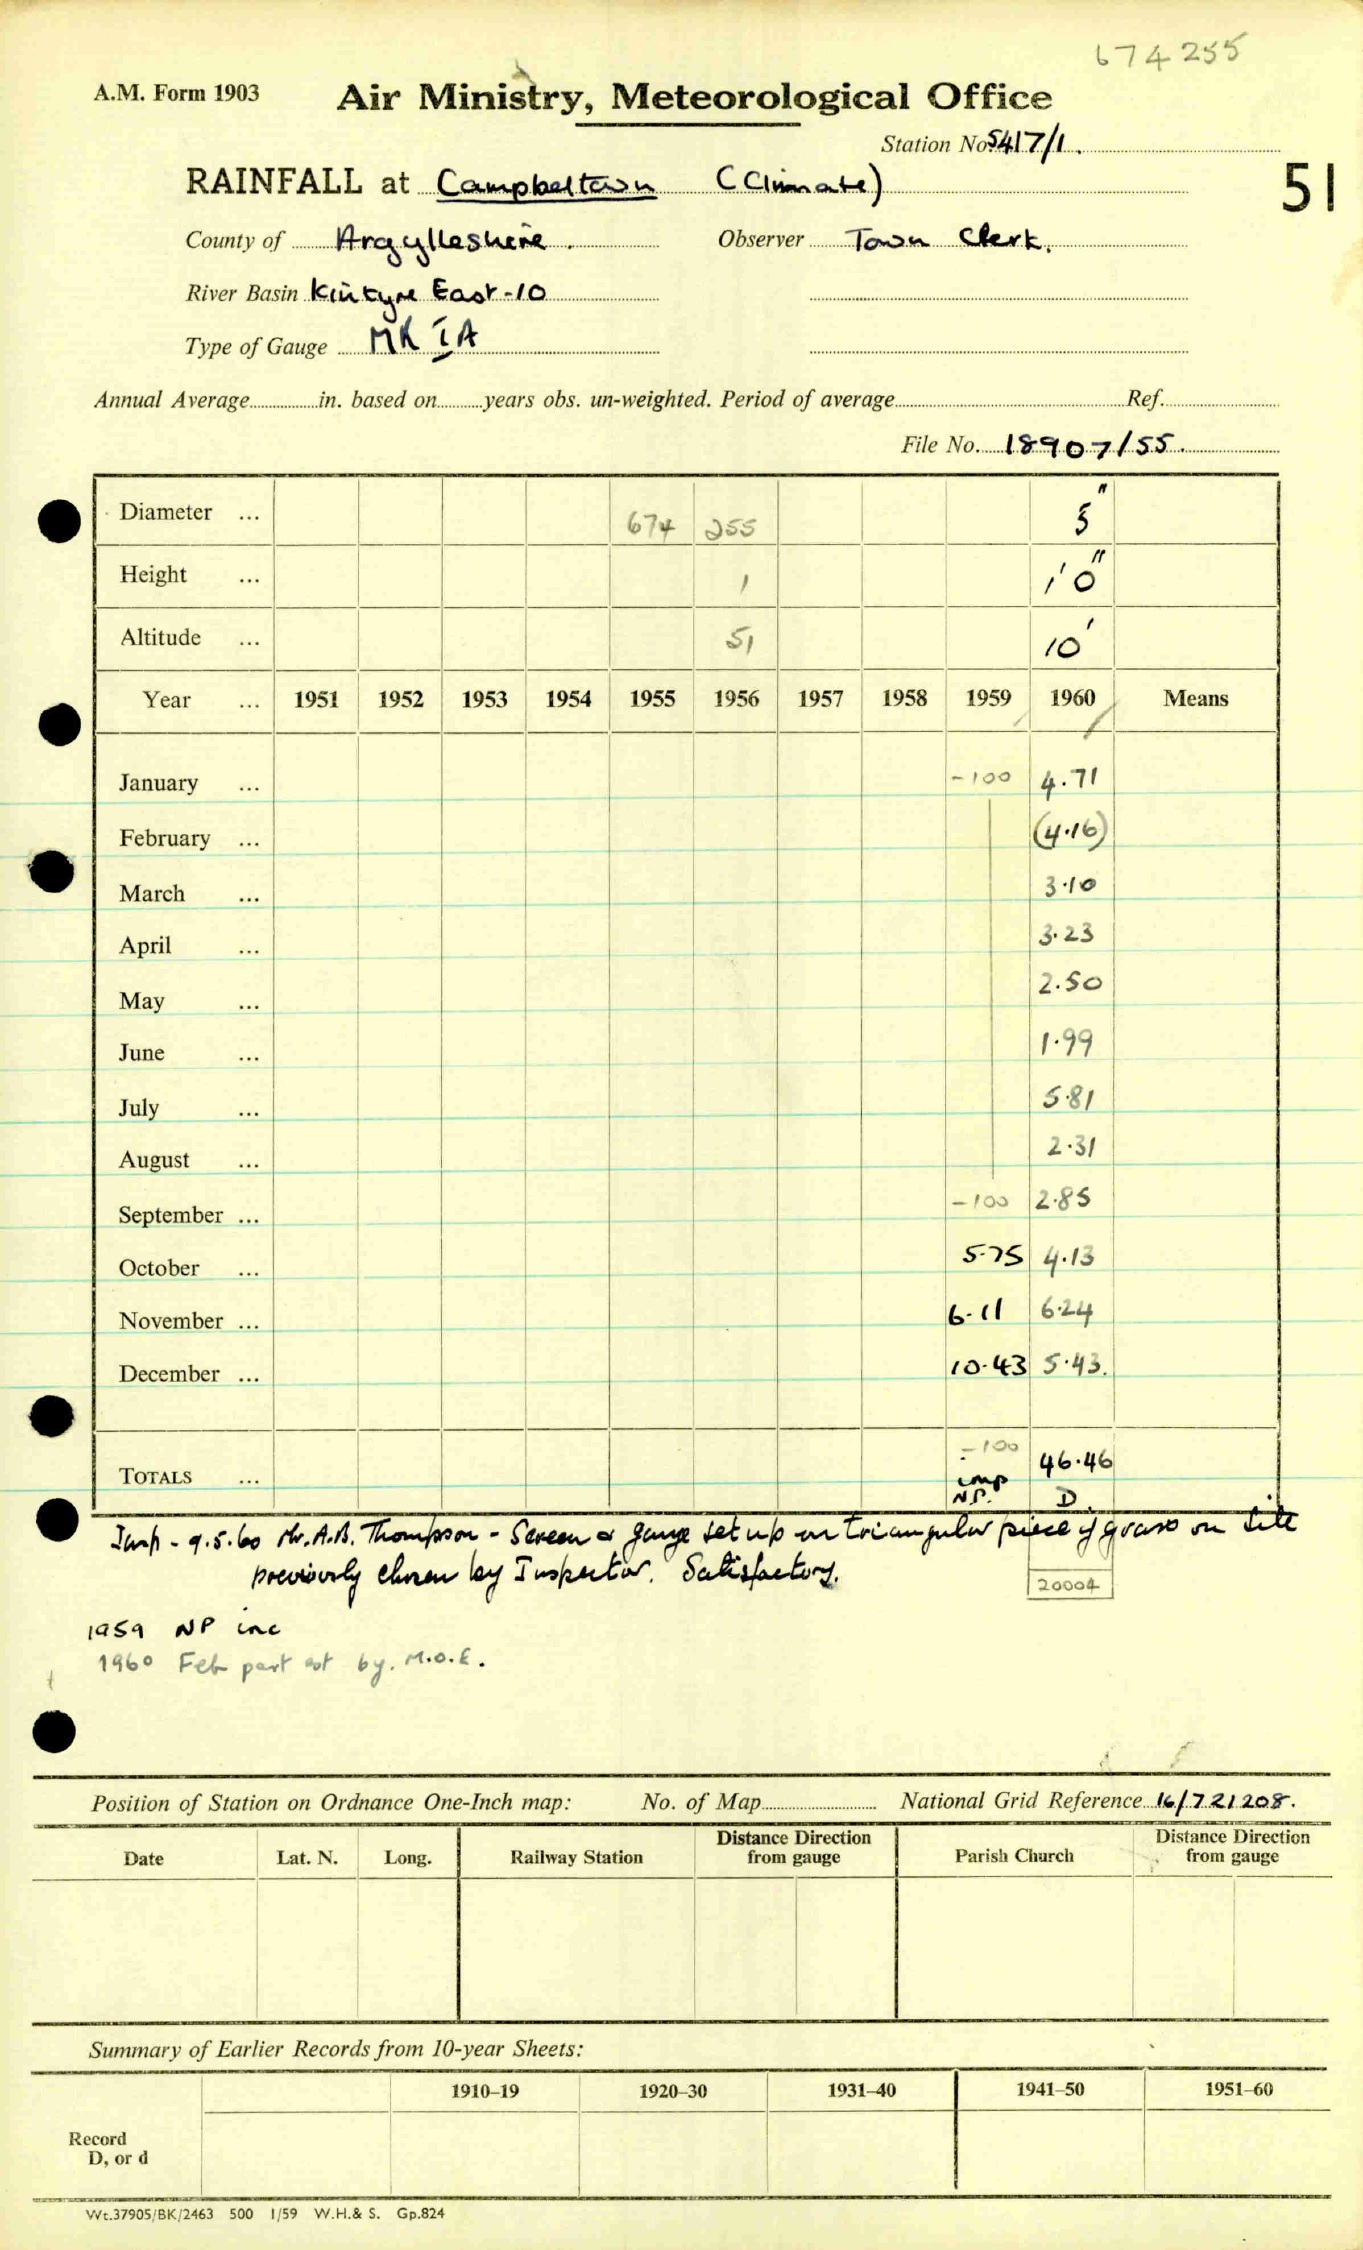 674255
A.M. Form 1903 Air Ministry, Meteorological Office
Station No. 5417/1.
RAINFALL at Campbeltown (Climate) 51
County of Argylleshire. Observer Town Clerk.
River Basin Kintyre East-10
Type of Gauge MK IA
Annual Average in. based on years obs. un-weighted. Period of average Ref.
File No. 18907/55.
Diameter ... 674 255 5"
Height ... 1 1'0"
Altitude ... 51 10'
Year ... 1951 1952 1953 1954 1955 1956 1957 1958 1959 1960 Means
January ... -100 4.71
February ... (4.16)
March ... 3.10
April ... 3.23
May ... 2.50
June ... 1.99
July ... 5.81
August ... 2.31
September ... -100 2.85
October ... 5.75 4.13
November ... 6.11 6.24
December ... 10.43 5.43.
TOTALS ... -100 imp N.P. 46.46 D.
Insp - 9.5.60 Mr. A.B. Thompson - Screen & gauge set up on triangular piece of grass on site
previously chosen by Inspector. Satisfactory.
20004
1959 NP inc
1960 Feb part est by. M.O.E.
Position of Station on Ordnance One-Inch map: No. of Map National Grid Reference 16/721208.
Date Lat. N. Long. Railway Station Distance Direction from gauge Parish Church Distance Direction from gauge
Summary of Earlier Records from 10-year Sheets:
1910–19 1920–30 1931–40 1941–50 1951–60
Record
D, or d
Wt.37905/BK/2463 500 1/59 W.H.& S. Gp.824